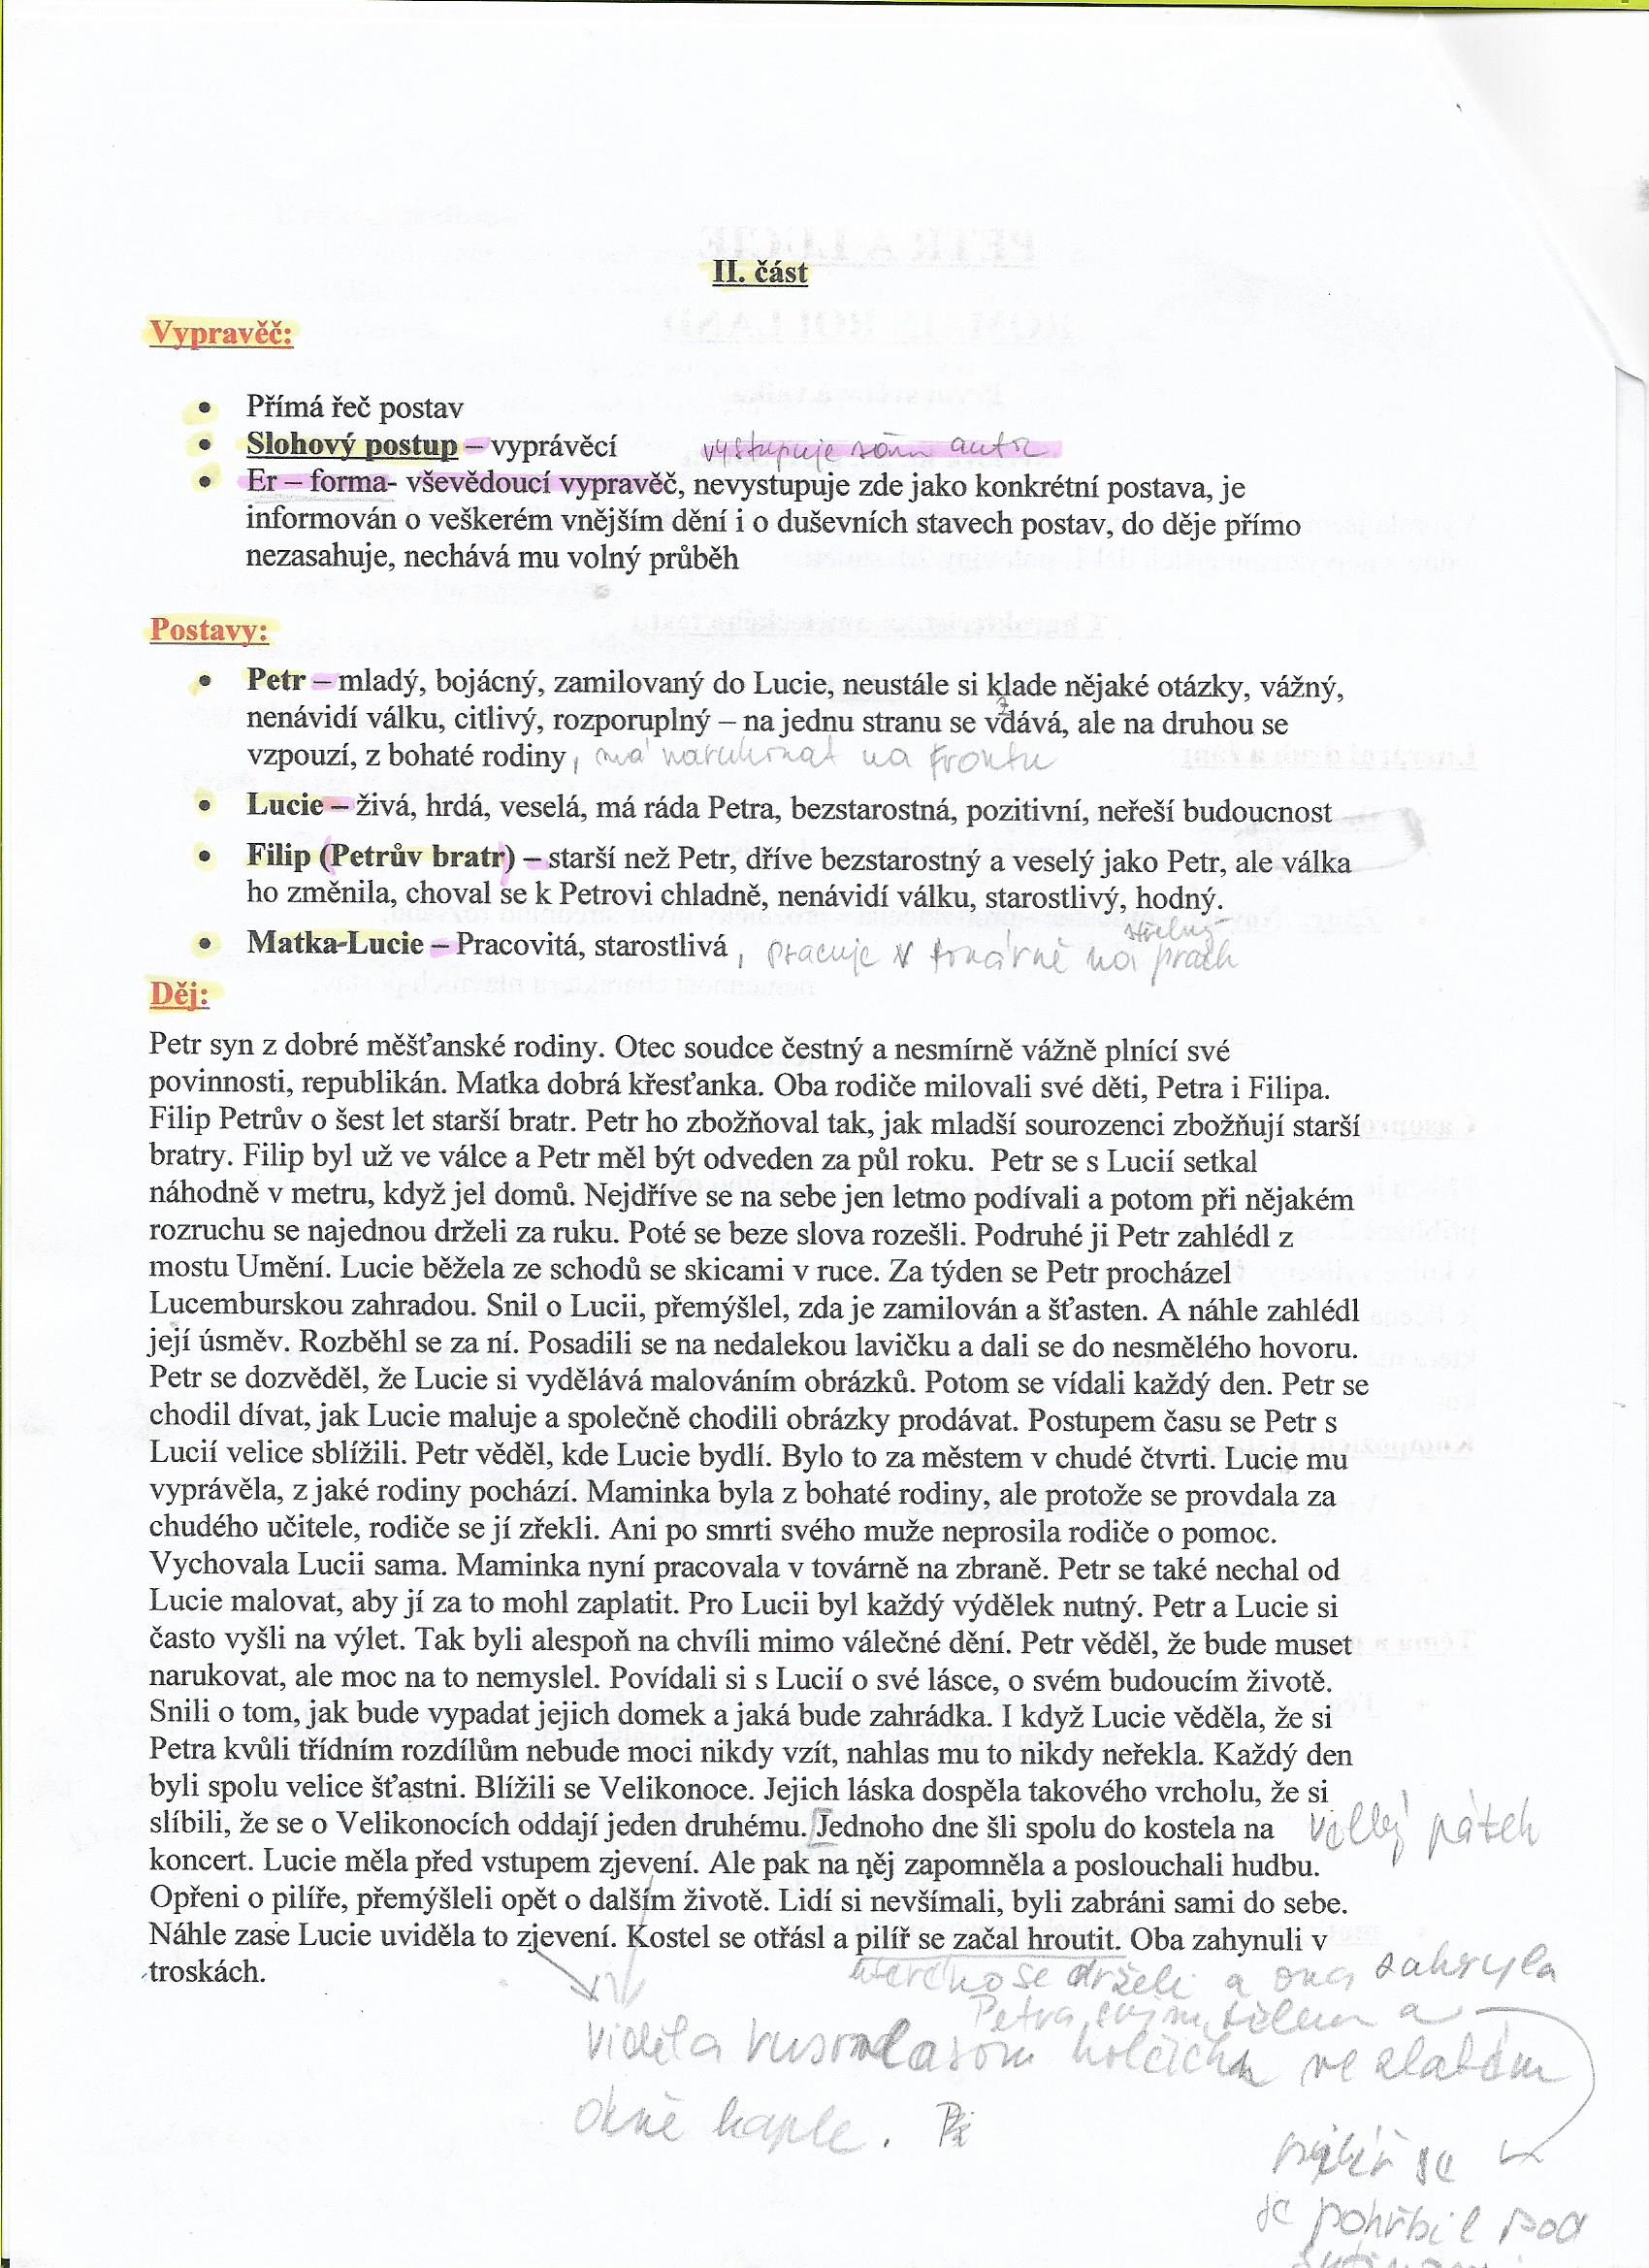 II. část
Vypravěč:
• Přímá řeč postav
• Slohový postup – vyprávěcí vystupuje sám autor
• Er – forma- vševědoucí vypravěč, nevystupuje zde jako konkrétní postava, je
informován o veškerém vnějším dění i o duševních stavech postav, do děje přímo
nezasahuje, nechává mu volný průběh
Postavy:
• Petr – mladý, bojácný, zamilovaný do Lucie, neustále si klade nějaké otázky, vážný,
nenávidí válku, citlivý, rozporuplný – na jednu stranu se vdává, ale na druhou se
vzpouzí, z bohaté rodiny, má narukovat na frontu
• Lucie – živá, hrdá, veselá, má ráda Petra, bezstarostná, pozitivní, neřeší budoucnost
• Filip (Petrův bratr) – starší než Petr, dříve bezstarostný a veselý jako Petr, ale válka
ho změnila, choval se k Petrovi chladně, nenávidí válku, starostlivý, hodný.
střelný
• Matka-Lucie – Pracovitá, starostlivá, pracuje v továrně na prach
Děj:
Petr syn z dobré měšťanské rodiny. Otec soudce čestný a nesmírně vážně plnící své
povinnosti, republikán. Matka dobrá křesťanka. Oba rodiče milovali své děti, Petra i Filipa.
Filip Petrův o šest let starší bratr. Petr ho zbožňoval tak, jak mladší sourozenci zbožňují starší
bratry. Filip byl už ve válce a Petr měl být odveden za půl roku. Petr se s Lucií setkal
náhodně v metru, když jel domů. Nejdříve se na sebe jen letmo podívali a potom při nějakém
rozruchu se najednou drželi za ruku. Poté se beze slova rozešli. Podruhé ji Petr zahlédl z
mostu Umění. Lucie běžela ze schodů se skicami v ruce. Za týden se Petr procházel
Lucemburskou zahradou. Snil o Lucii, přemýšlel, zda je zamilován a šťasten. A náhle zahlédl
její úsměv. Rozběhl se za ní. Posadili se na nedalekou lavičku a dali se do nesmělého hovoru.
Petr se dozvěděl, že Lucie si vydělává malováním obrázků. Potom se vídali každý den. Petr se
chodil dívat, jak Lucie maluje a společně chodili obrázky prodávat. Postupem času se Petr s
Lucií velice sblížili. Petr věděl, kde Lucie bydlí. Bylo to za městem v chudé čtvrti. Lucie mu
vyprávěla, z jaké rodiny pochází. Maminka byla z bohaté rodiny, ale protože se provdala za
chudého učitele, rodiče se jí zřekli. Ani po smrti svého muže neprosila rodiče o pomoc.
Vychovala Lucii sama. Maminka nyní pracovala v továrně na zbraně. Petr se také nechal od
Lucie malovat, aby jí za to mohl zaplatit. Pro Lucii byl každý výdělek nutný. Petr a Lucie si
často vyšli na výlet. Tak byli alespoň na chvíli mimo válečné dění. Petr věděl, že bude muset
narukovat, ale moc na to nemyslel. Povídali si s Lucií o své lásce, o svém budoucím životě.
Snili o tom, jak bude vypadat jejich domek a jaká bude zahrádka. I když Lucie věděla, že si
Petra kvůli třídním rozdílům nebude moci nikdy vzít, nahlas mu to nikdy neřekla. Každý den
byli spolu velice šťastni. Blížili se Velikonoce. Jejich láska dospěla takového vrcholu, že si
slíbili, že se o Velikonocích oddají jeden druhému. Jednoho dne šli spolu do kostela na Velký pátek
koncert. Lucie měla před vstupem zjevení. Ale pak na něj zapomněla a poslouchali hudbu.
Opřeni o pilíře, přemýšleli opět o dalším životě. Lidí si nevšímali, byli zabráni sami do sebe.
Náhle zase Lucie uviděla to zjevení. Kostel se otřásl a pilíř se začal hroutit. Oba zahynuli v
troskách.
kterého se drželi a ona zakryla
Petra svým tělem a
viděla rusovlasou holčičku ve zlatém
okně kaple.
pilíř se
je pohřbil pod